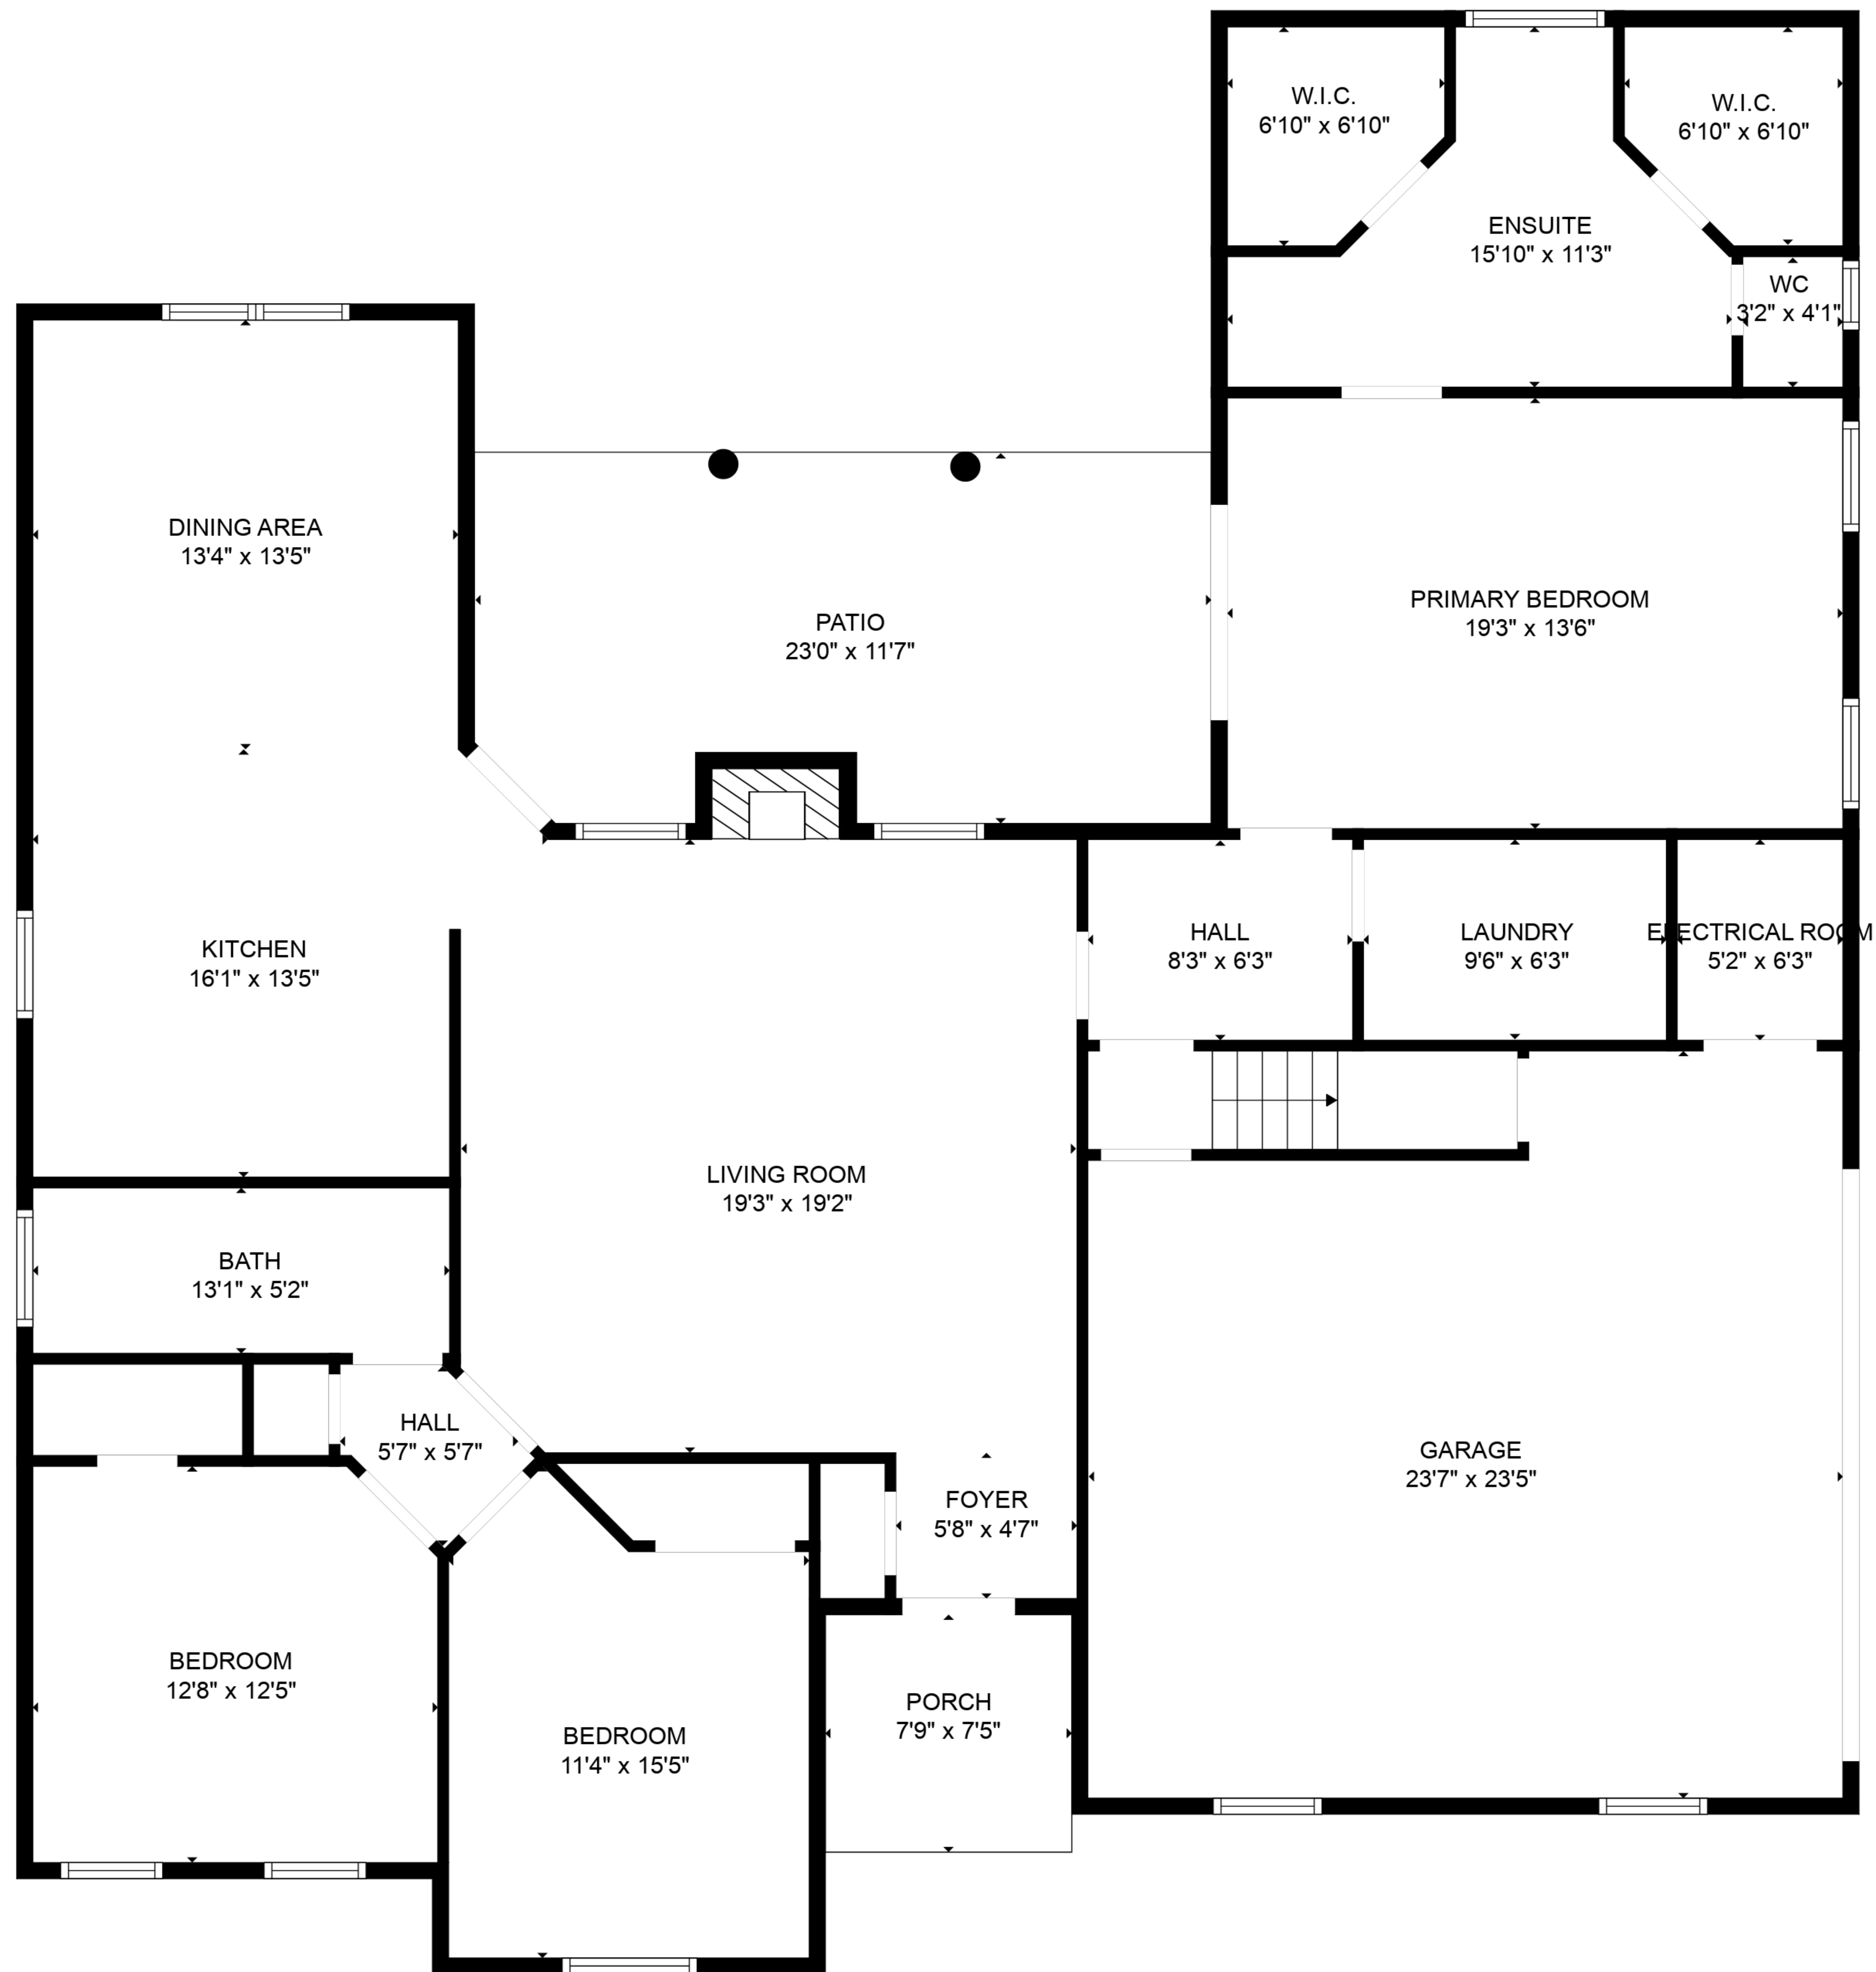 W.I.C.
6'10" x 6'10"
W.I.C.
6'10" x 6'10"
ENSUITE
15'10" x 11'3"
WC
3'2" x 4'1"
DINING AREA
13'4" x 13'5"
PATIO
23'0" x 11'7"
PRIMARY BEDROOM
19'3" x 13'6"
KITCHEN
16'1" x 13'5"
HALL
8'3" x 6'3"
LAUNDRY
9'6" x 6'3"
ELECTRICAL ROOM
5'2" x 6'3"
LIVING ROOM
19'3" x 19'2"
BATH
13'1" x 5'2"
HALL
5'7" x 5'7"
FOYER
5'8" x 4'7"
GARAGE
23'7" x 23'5"
BEDROOM
12'8" x 12'5"
BEDROOM
11'4" x 15'5"
PORCH
7'9" x 7'5"